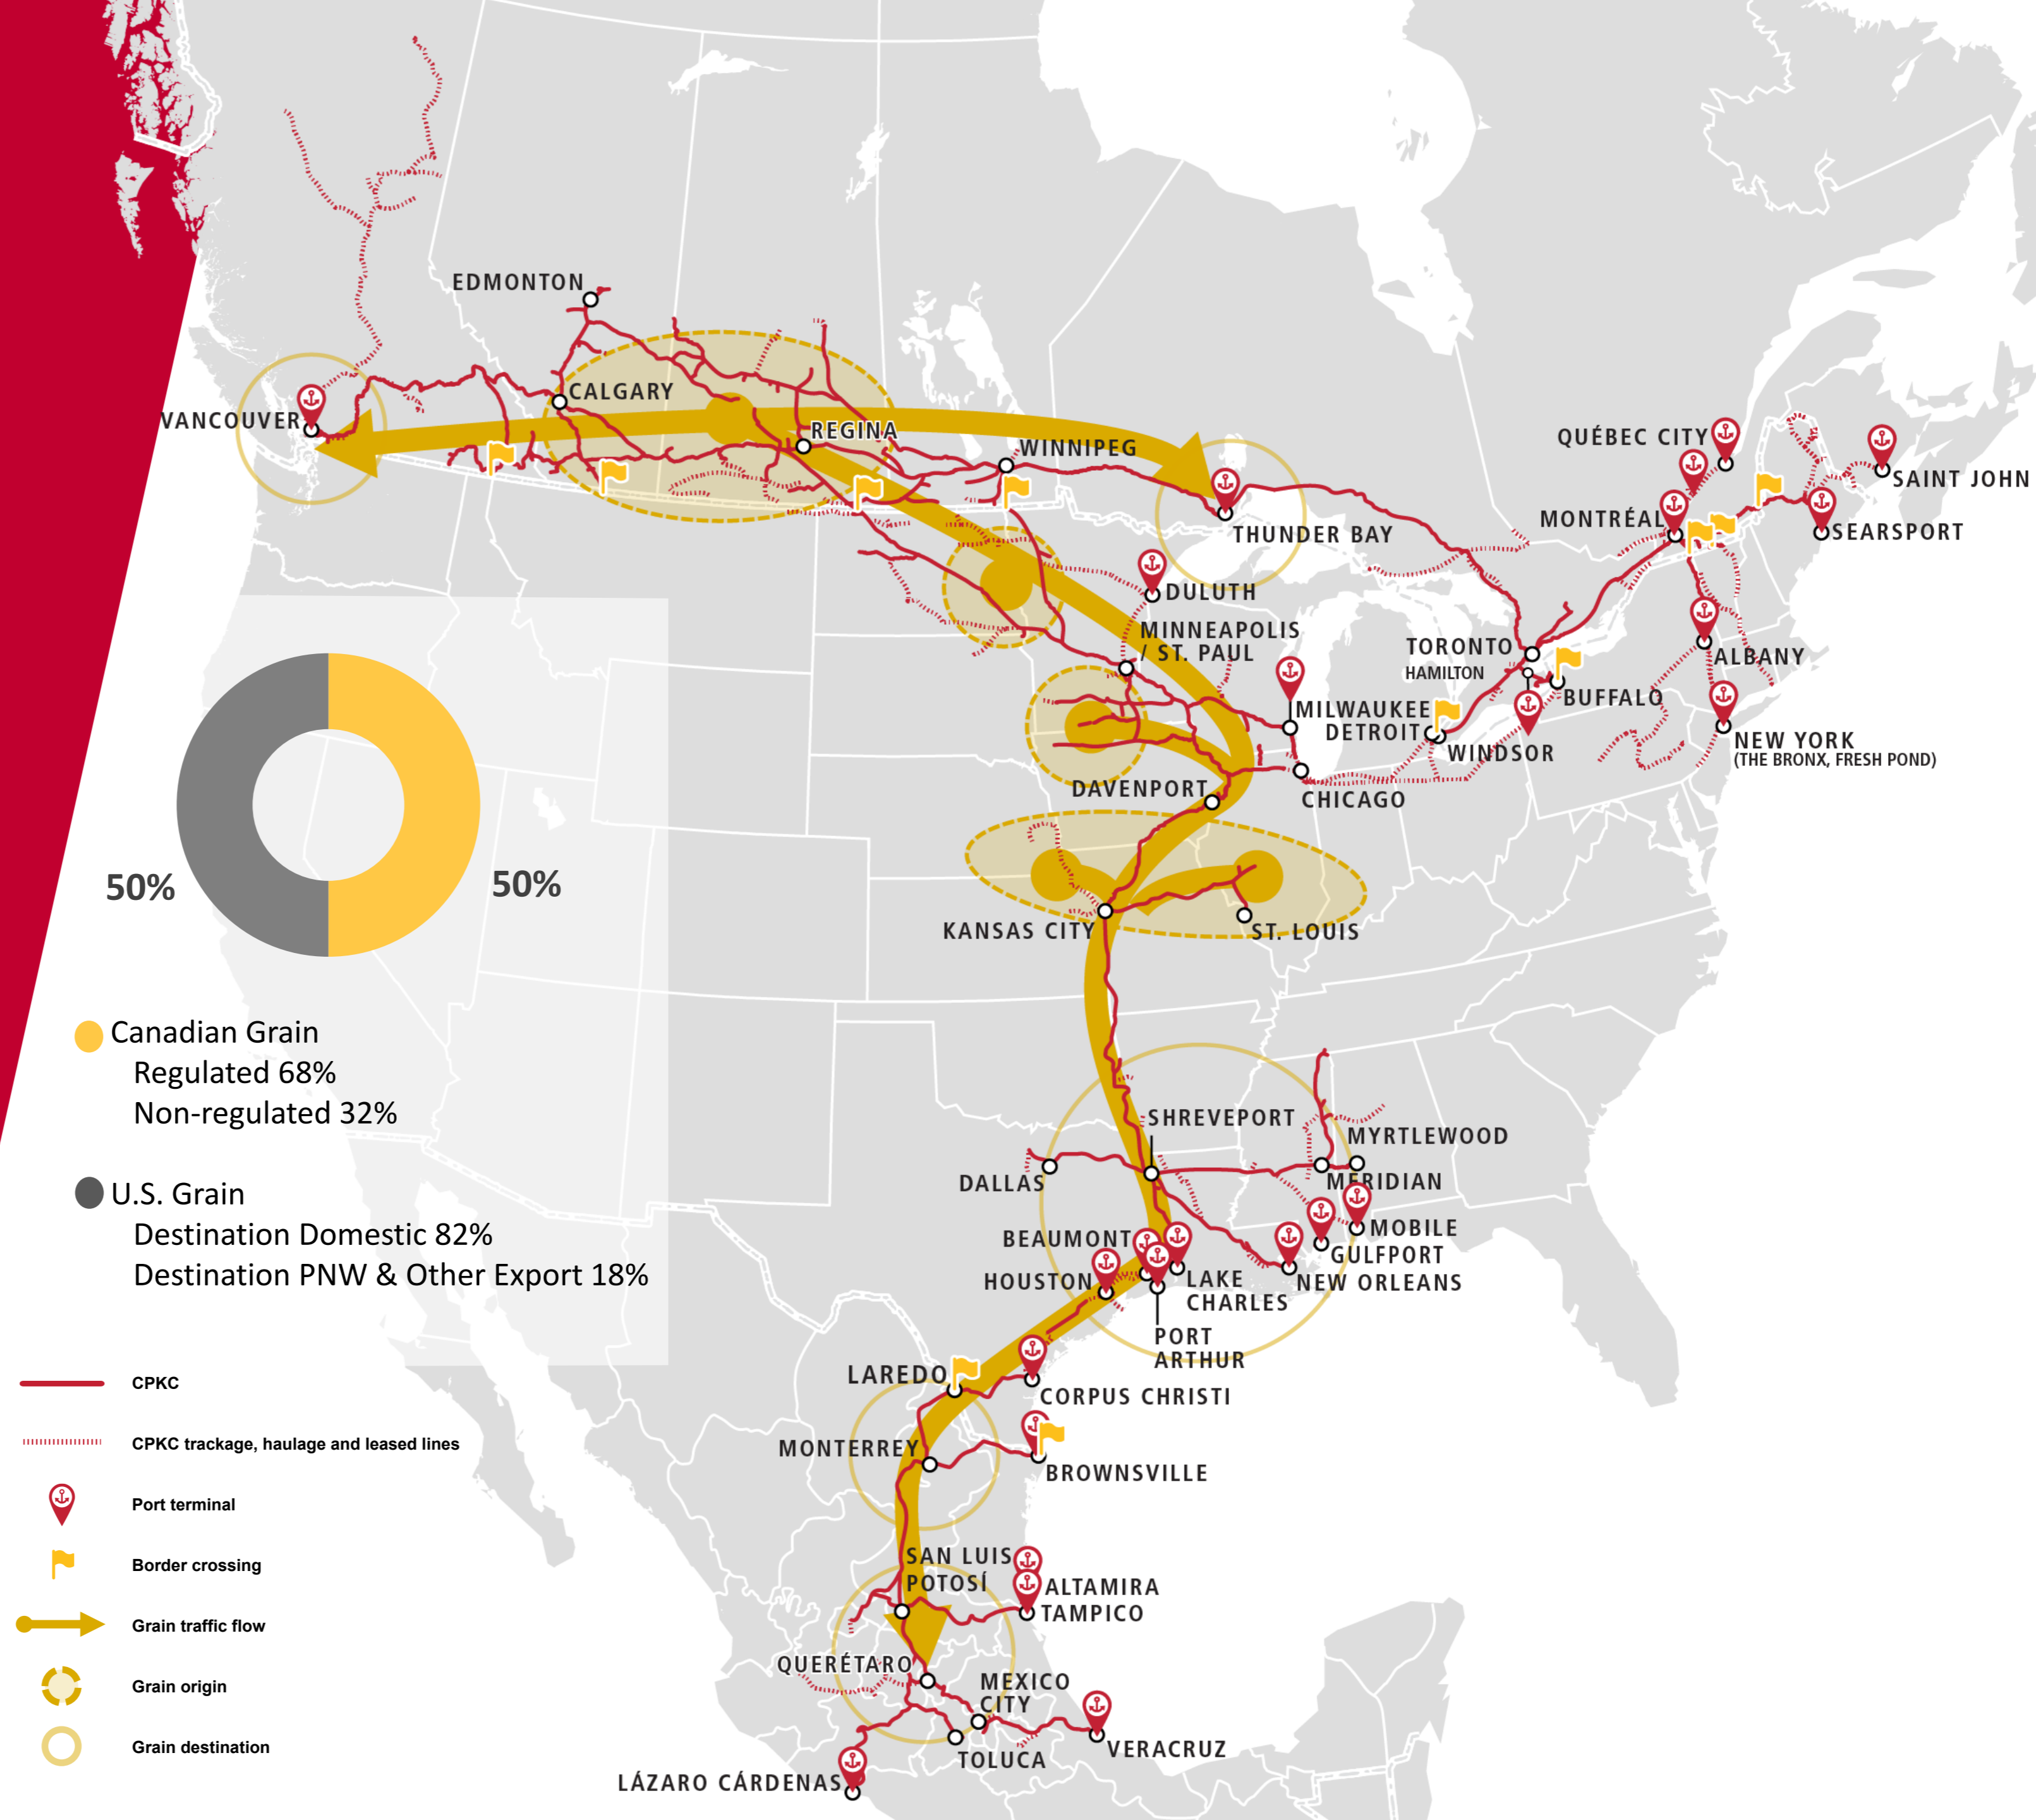 EDMONTON
CALGARY
VANCOUVER
REGINA
WINNIPEG
THUNDER BAY
QUÉBEC CITY
SAINT JOHN
MONTRÉAL
SEARSPORT
DULUTH
MINNEAPOLIS
/ ST. PAUL
TORONTO
HAMILTON
ALBANY
BUFFALO
MILWAUKEE
DETROIT
WINDSOR
NEW YORK
(THE BRONX, FRESH POND)
DAVENPORT
CHICAGO
KANSAS CITY
ST. LOUIS
50%
50%
Canadian Grain
Regulated 68%
Non-regulated 32%
U.S. Grain
Destination Domestic 82%
Destination PNW & Other Export 18%
SHREVEPORT
MYRTLEWOOD
DALLAS
MERIDIAN
BEAUMONT
MOBILE
GULFPORT
HOUSTON
LAKE
CHARLES
NEW ORLEANS
PORT
ARTHUR
LAREDO
CORPUS CHRISTI
MONTERREY
BROWNSVILLE
SAN LUIS
POTOSÍ
ALTAMIRA
TAMPICO
QUERÉTARO
MEXICO
CITY
TOLUCA
VERACRUZ
LÁZARO CÁRDENAS
CPKC
CPKC trackage, haulage and leased lines
Port terminal
Border crossing
Grain traffic flow
Grain origin
Grain destination